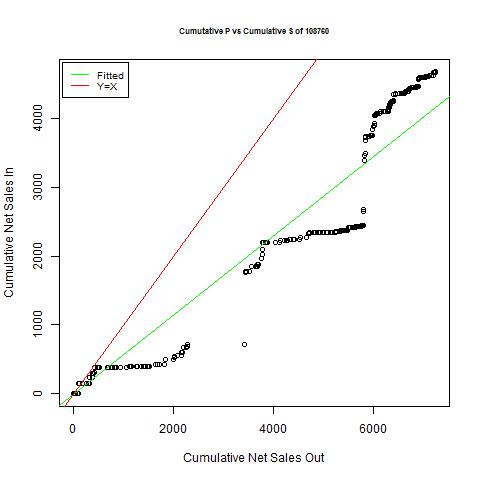 Cumutative P vs Cumulative S of 108760
Fitted
Y=X
Cumulative Net Sales In
4000
3000
2000
1000
0
0 2000 4000 6000
Cumulative Net Sales Out